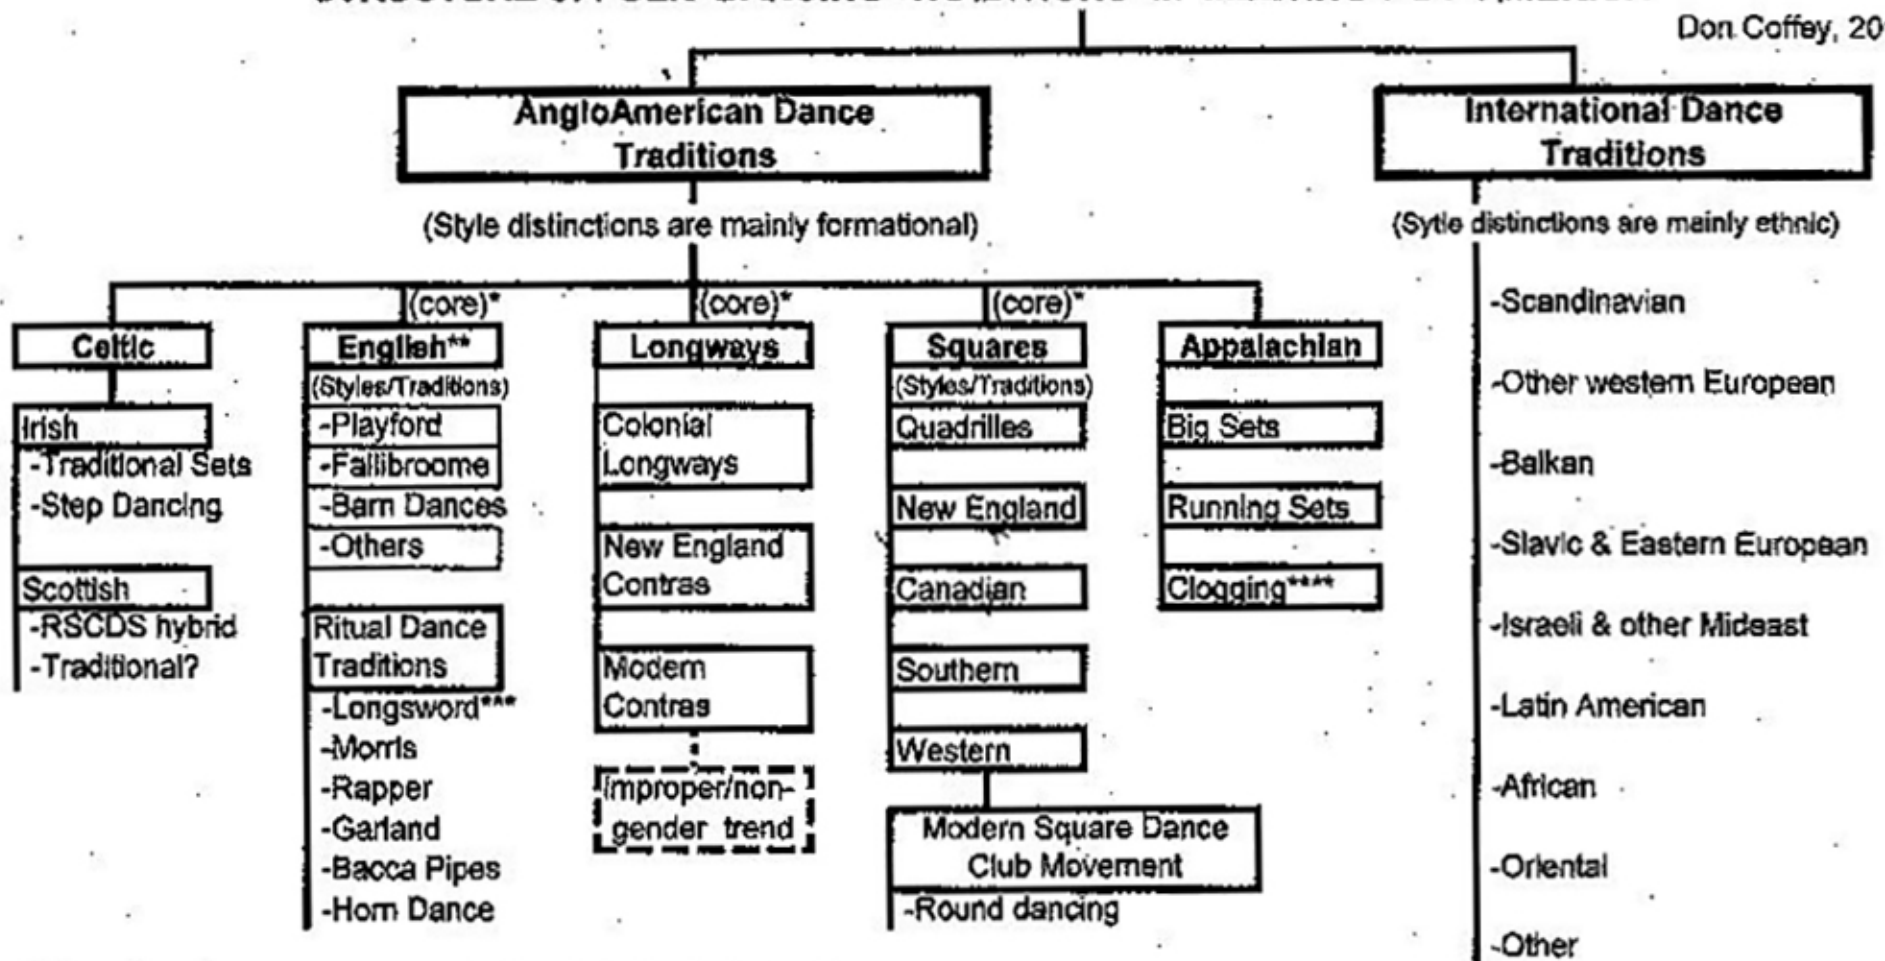 Don Coffey, 20
AngloAmerican Dance
Traditions
International Dance
Traditions
(Style distinctions are mainly formational)
(Sytle distinctions are mainly ethnic)
(core)*
(core)*
(core)*
Celtic
Irish
-Traditional Sets
-Step Dancing
Scottish
-RSCDS hybrid
-Traditional?
English**
(Styles/Traditions)
-Playford
-Fallibroome
-Barn Dances
-Others
Ritual Dance
Traditions
-Longsword***
-Morris
-Rapper
-Garland
-Bacca Pipes
-Horn Dance
Longways
Colonial
Longways
New England
Contras
Modern
Contras
Improper/non-
gender trend
Squares
(Styles/Traditions)
Quadrilles
New England
Canadian
Southern
Western
Modern Square Dance
Club Movement
-Round dancing
Appalachian
Big Sets
Running Sets
Clogging****
-Scandinavian
-Other western European
-Balkan
-Slavic & Eastern European
-Israeli & other Mideast
-Latin American
-African
-Oriental
-Other